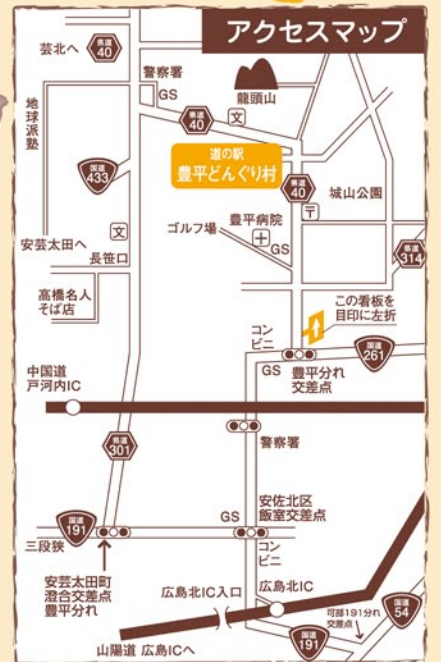 アクセスマップ
芸北へ
県道
40
警察署
GS
龍頭山
県道
40
文
地球派塾
国道
433
道の駅
豊平どんぐり村
県道
40
〒
城山公園
文
豊平病院
ゴルフ場
GS
安芸太田へ
長笹口
県道
314
高橋名人
そば店
この看板を
目印に左折
コン
ビニ
国道
261
GS
豊平分れ
交差点
中国道
戸河内IC
警察署
県道
301
安佐北区
飯室交差点
GS
国道
191
三段狭
コン
ビニ
安芸太田町
澄合交差点
豊平分れ
広島北IC入口
広島北IC
国道
54
可部191分れ
交差点
国道
191
山陽道 広島ICへ